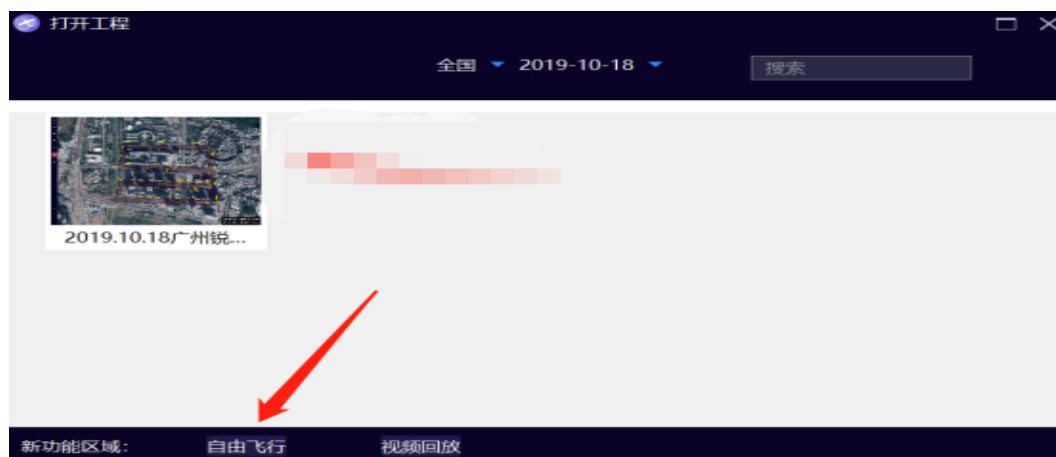 打开工程
全国 2019-10-18 搜索
2019.10.18广州锐...
新功能区域: 自由飞行 视频回放